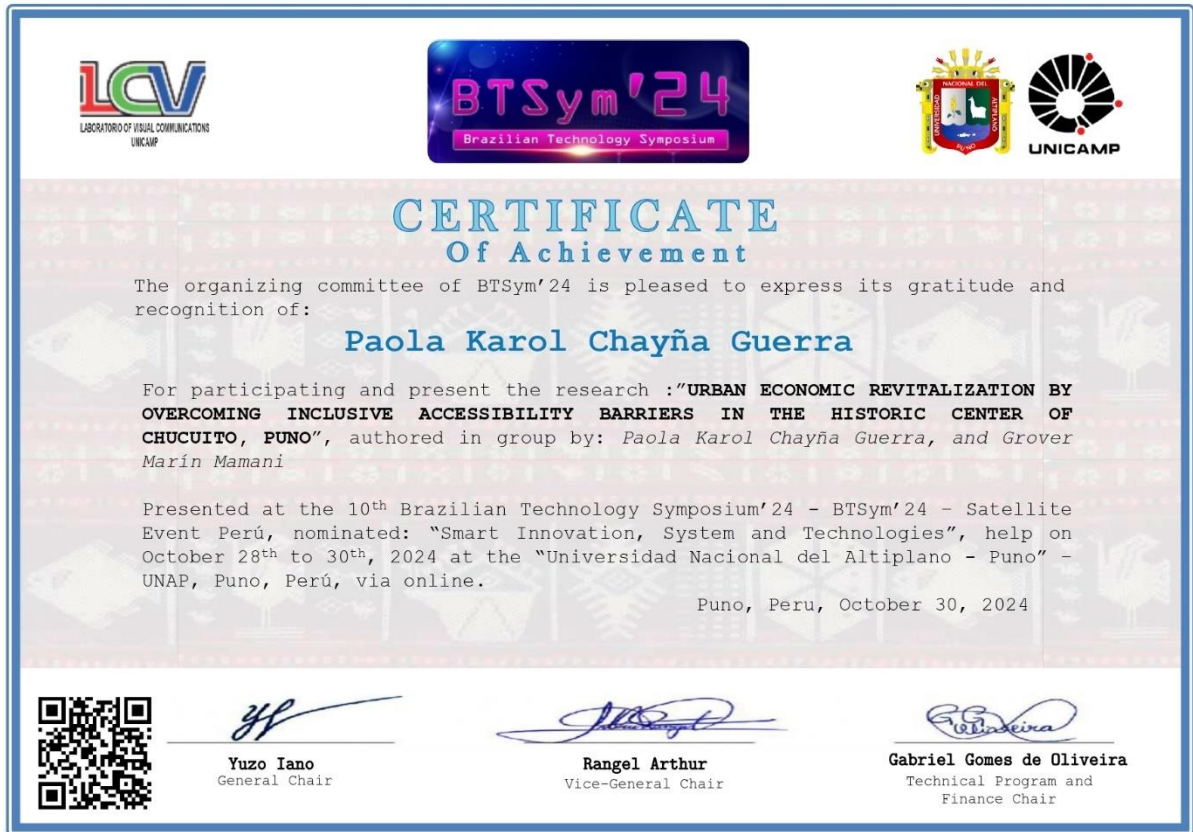 LCV
LABORATORIO OF VISUAL COMMUNICATIONS
UNICAMP
BTSym'24
Brazilian Technology Symposium
UNIVERSIDAD NACIONAL DEL ALTIPLANO
PUNO
UNICAMP
CERTIFICATE
Of Achievement
The organizing committee of BTSym'24 is pleased to express its gratitude and
recognition of:
Paola Karol Chayña Guerra
For participating and present the research :"URBAN ECONOMIC REVITALIZATION BY
OVERCOMING INCLUSIVE ACCESSIBILITY BARRIERS IN THE HISTORIC CENTER OF
CHUCUITO, PUNO", authored in group by: Paola Karol Chayña Guerra, and Grover
Marín Mamani
Presented at the 10th Brazilian Technology Symposium'24 - BTSym'24 – Satellite
Event Perú, nominated: "Smart Innovation, System and Technologies", help on
October 28th to 30th, 2024 at the "Universidad Nacional del Altiplano - Puno" –
UNAP, Puno, Perú, via online.
Puno, Peru, October 30, 2024
Yuzo Iano
General Chair
Rangel Arthur
Vice-General Chair
Gabriel Gomes de Oliveira
Technical Program and
Finance Chair